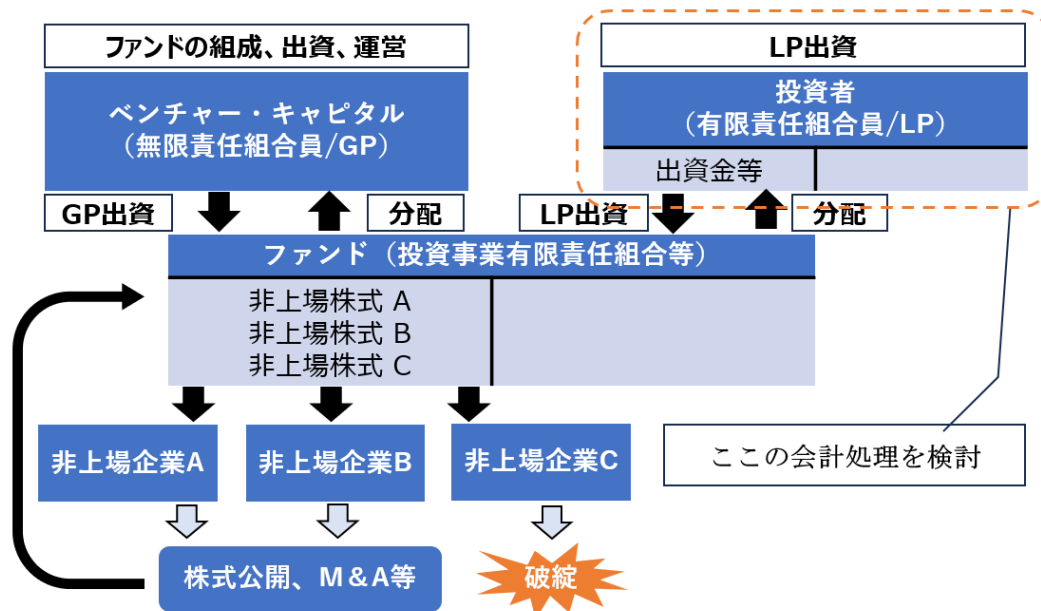 ファンドの組成、出資、運営
LP出資
ベンチャー・キャピタル
（無限責任組合員/GP）
投資者
（有限責任組合員/LP）
出資金等
GP出資
分配
LP出資
分配
ファンド（投資事業有限責任組合等）
非上場株式 A
非上場株式 B
非上場株式 C
非上場企業A
非上場企業B
非上場企業C
ここの会計処理を検討
株式公開、M＆A等
破綻